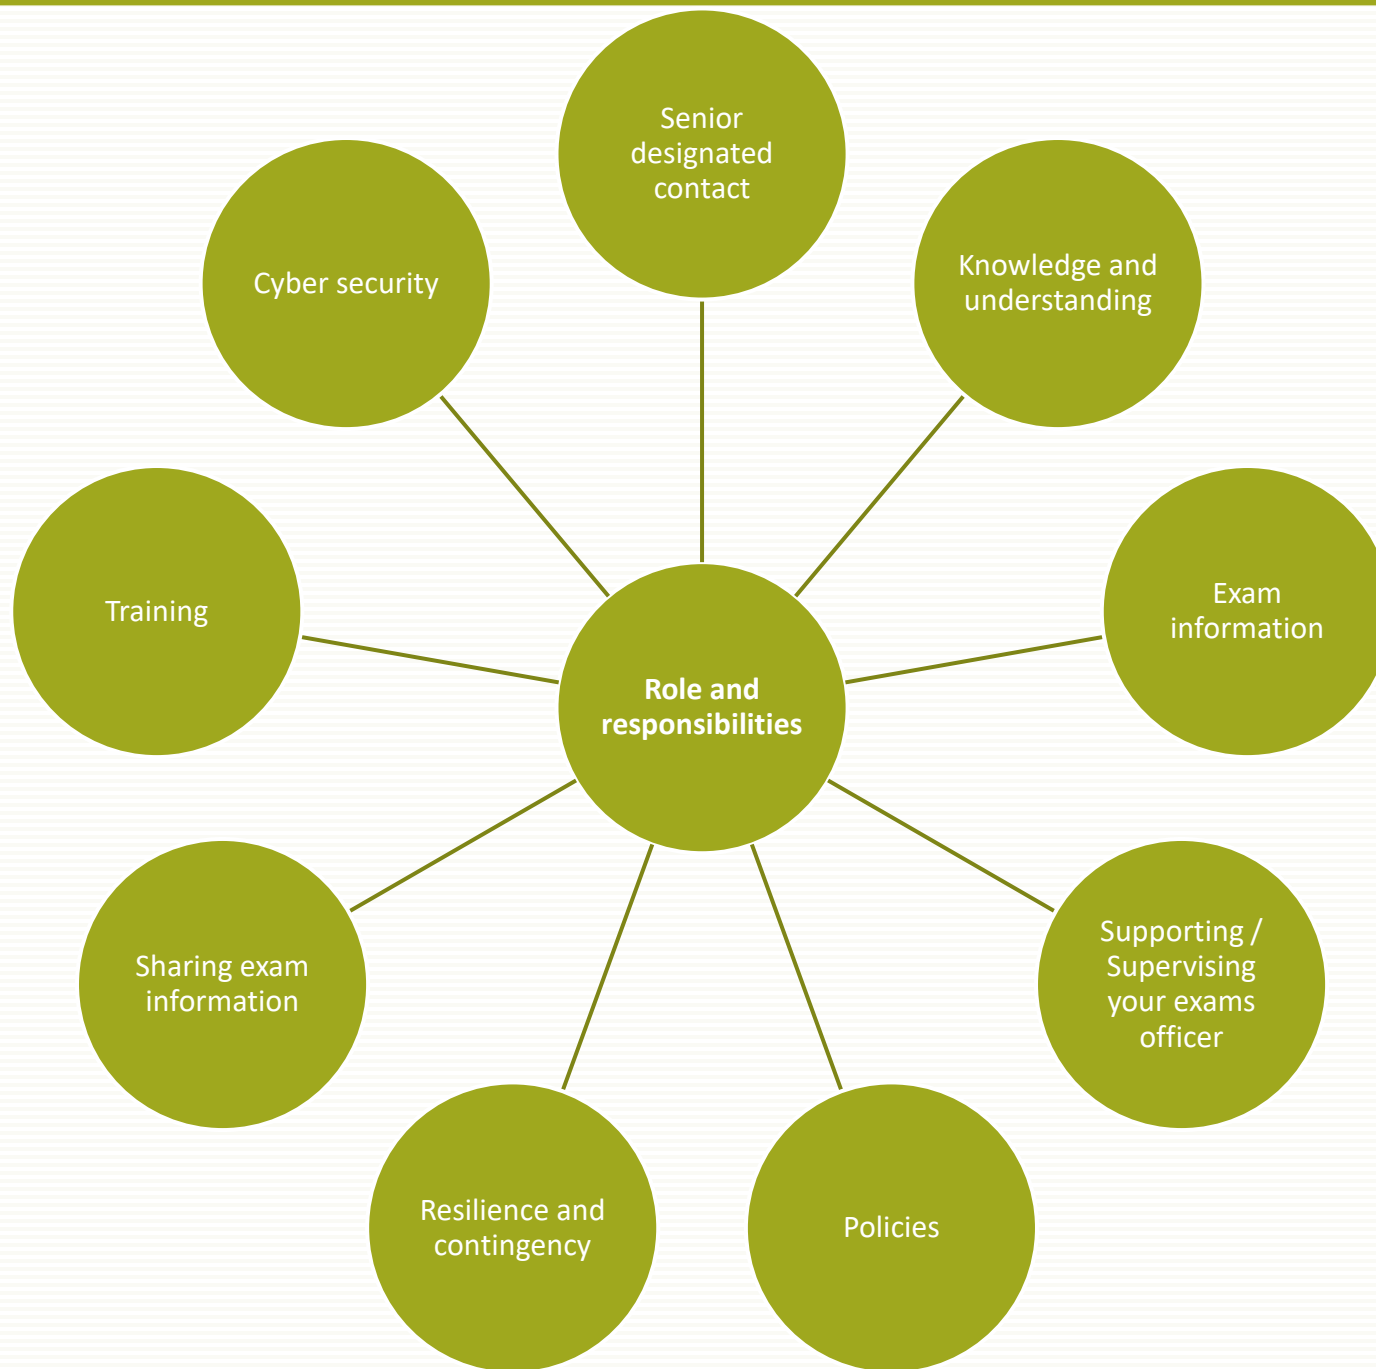 Senior
designated
contact
Knowledge and
understanding
Exam
information
Supporting /
Supervising
your exams
officer
Policies
Resilience and
contingency
Sharing exam
information
Training
Cyber security
Role and
responsibilities